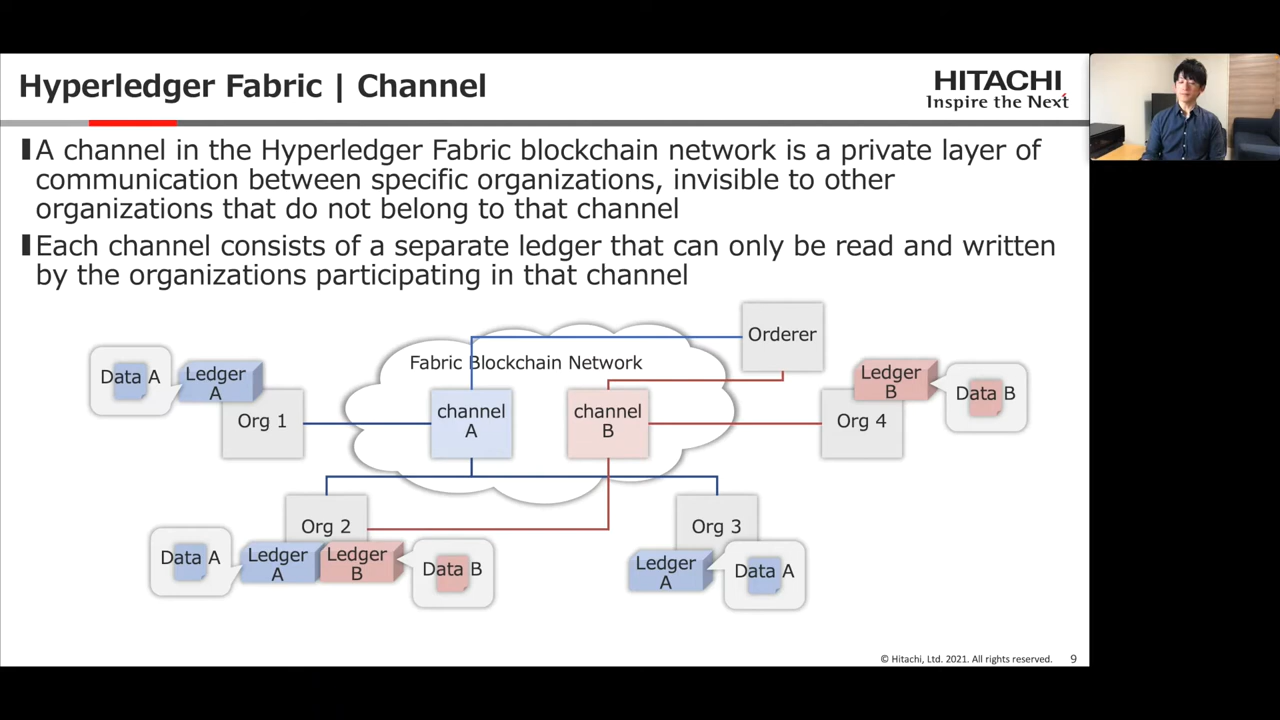 Hyperledger Fabric | Channel
HITACHI
Inspire the Next
A channel in the Hyperledger Fabric blockchain network is a private layer of
communication between specific organizations, invisible to other
organizations that do not belong to that channel
Each channel consists of a separate ledger that can only be read and written
by the organizations participating in that channel
Orderer
Fabric Blockchain Network
Data A
Ledger
A
Org 1
channel
A
channel
B
Org 4
Ledger
B
Data B
Org 2
Data A
Ledger
A
Ledger
B
Data B
Org 3
Ledger
A
Data A
© Hitachi, Ltd. 2021. All rights reserved.
9